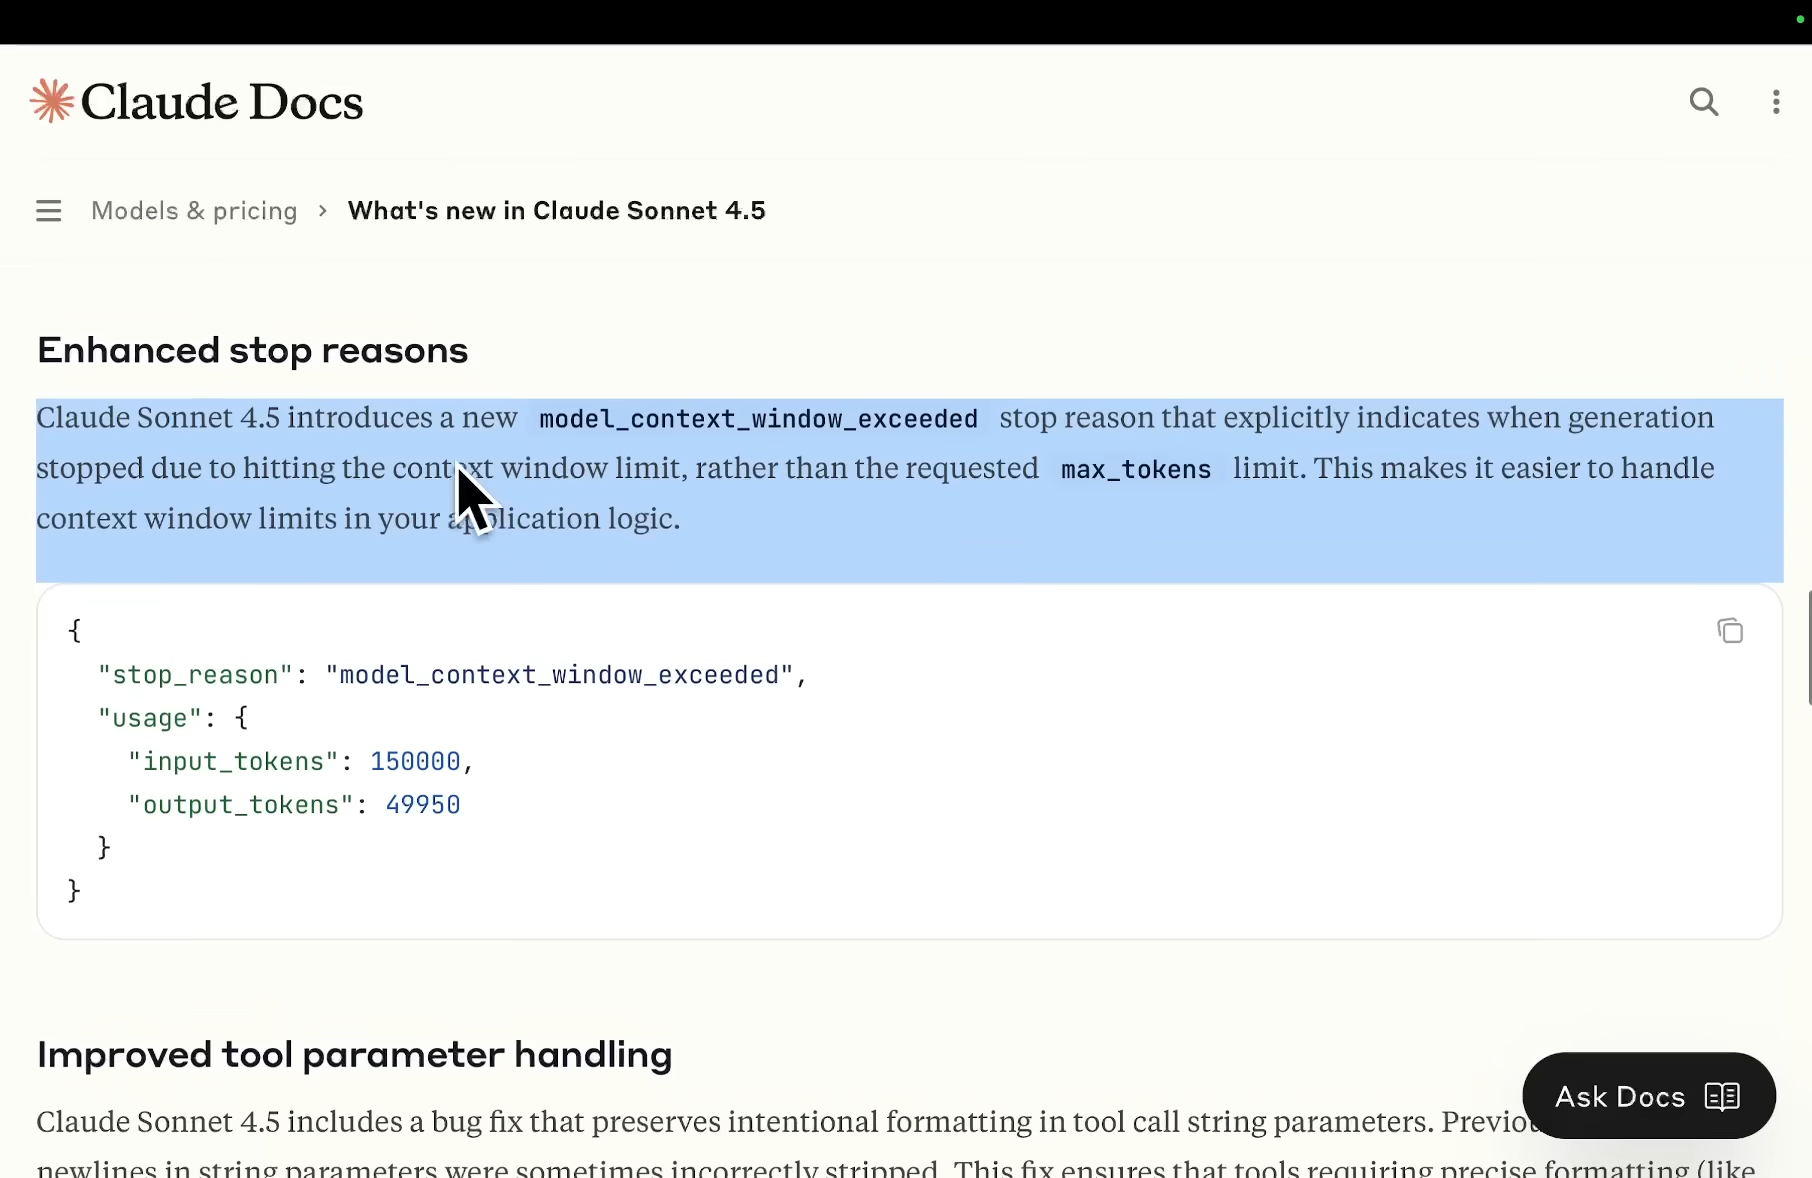 Claude Docs
Models & pricing › What's new in Claude Sonnet 4.5
Enhanced stop reasons
Claude Sonnet 4.5 introduces a new model_context_window_exceeded stop reason that explicitly indicates when generation
stopped due to hitting the context window limit, rather than the requested max_tokens limit. This makes it easier to handle
context window limits in your application logic.
{
"stop_reason": "model_context_window_exceeded",
"usage": {
"input_tokens": 150000,
"output_tokens": 49950
}
}
Improved tool parameter handling
Claude Sonnet 4.5 includes a bug fix that preserves intentional formatting in tool call string parameters.
newlines in string parameters were sometimes incorrectly stripped. This fix ensures that tools requiring precise formatting (like
Ask Docs